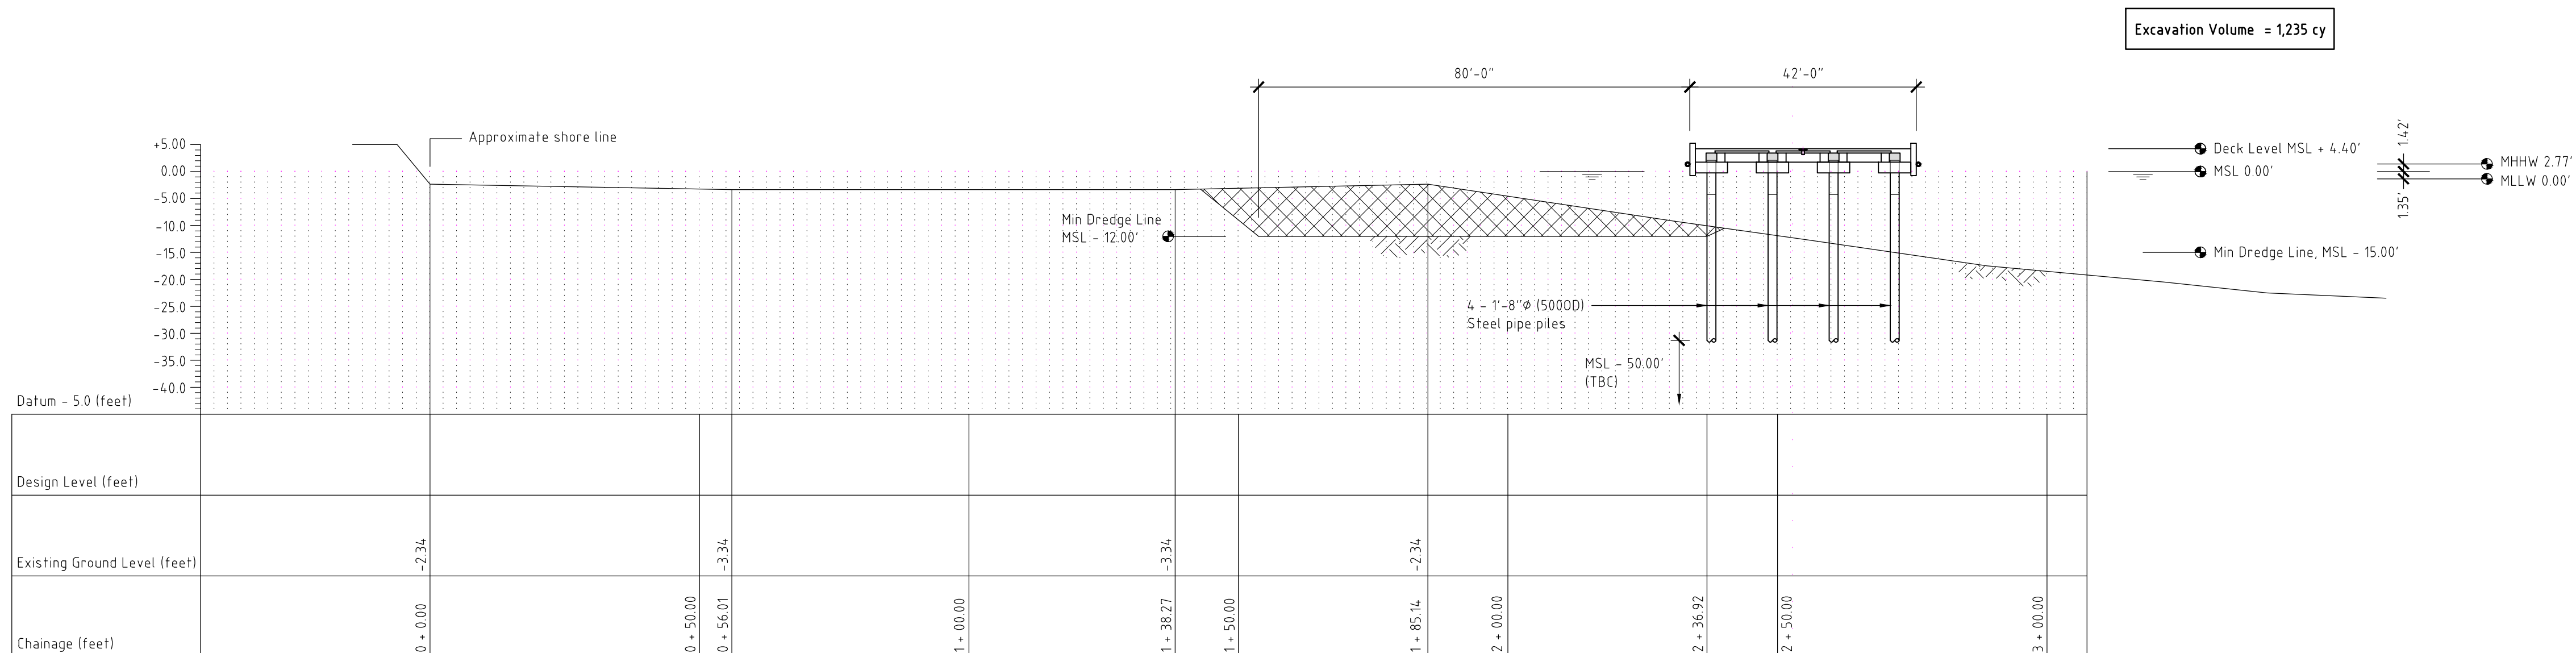 Excavation Volume = 1,235 cy
80'-0"
42'-0"
Approximate shore line
+5.00
0.00
-5.00
-10.0
-15.0
-20.0
-25.0
-30.0
-35.0
-40.0
Deck Level MSL + 4.40'
MSL 0.00'
1.42'
1.35'
MHHW 2.77'
MLLW 0.00'
Min Dredge Line
MSL - 12.00'
Min Dredge Line, MSL - 15.00'
4 - 1'-8"Ø (500OD)
Steel pipe piles
MSL - 50.00'
(TBC)
Datum - 5.0 (feet)
Design Level (feet)
Existing Ground Level (feet)
-2.34
-3.34
-3.34
-2.34
Chainage (feet)
0 + 0.00
0 + 50.00
0 + 56.01
1 + 00.00
1 + 38.27
1 + 50.00
1 + 85.14
2 + 00.00
2 + 36.92
2 + 50.00
3 + 00.00